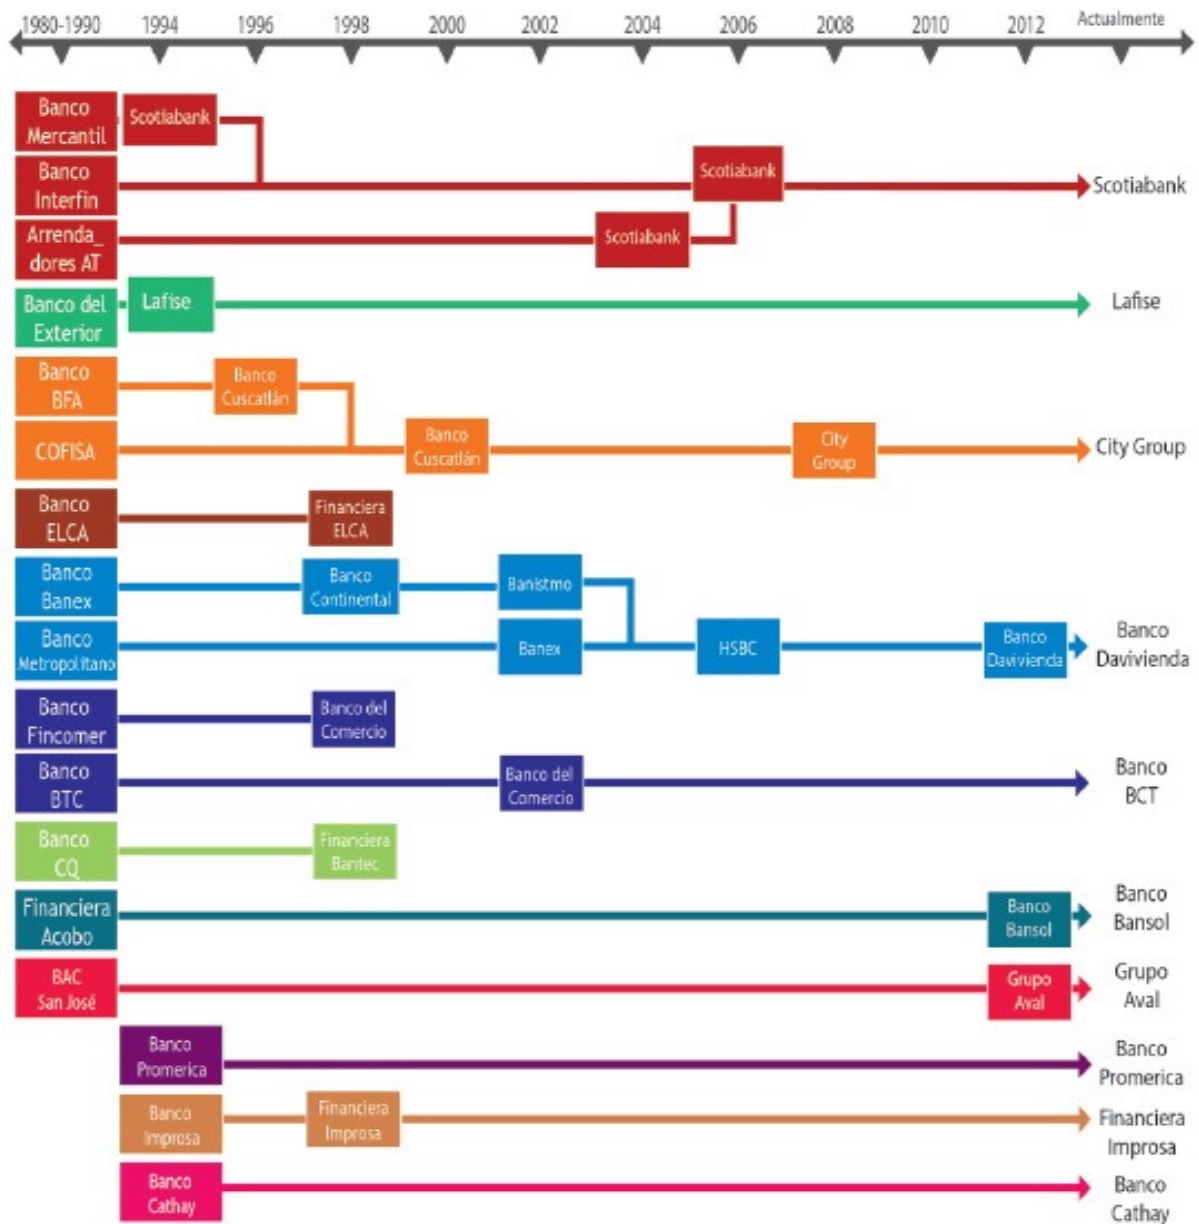 1980-1990 1994 1996 1998 2000 2002 2004 2006 2008 2010 2012 Actualmente
Banco
Mercantil
Scotiabank
Banco
Interfin
Scotiabank
Scotiabank
Arrenda_
dores AT
Scotiabank
Banco del
Exterior
Lafise
Lafise
Banco
BFA
Banco
Cuscatlán
COFISA
Banco
Cuscatlán
City
Group
City Group
Banco
ELCA
Financiera
ELCA
Banco
Banex
Banco
Continental
Banistmo
Banco
Metropolitano
Banex
HSBC
Banco
Davivienda
Banco
Davivienda
Banco
Fincomer
Banco del
Comercio
Banco
BTC
Banco del
Comercio
Banco
BCT
Banco
CQ
Financiera
Bantec
Financiera
Acobo
Banco
Bansol
Banco
Bansol
BAC
San José
Grupo
Aval
Grupo
Aval
Banco
Promerica
Banco
Promerica
Banco
Improsa
Financiera
Improsa
Financiera
Improsa
Banco
Cathay
Banco
Cathay